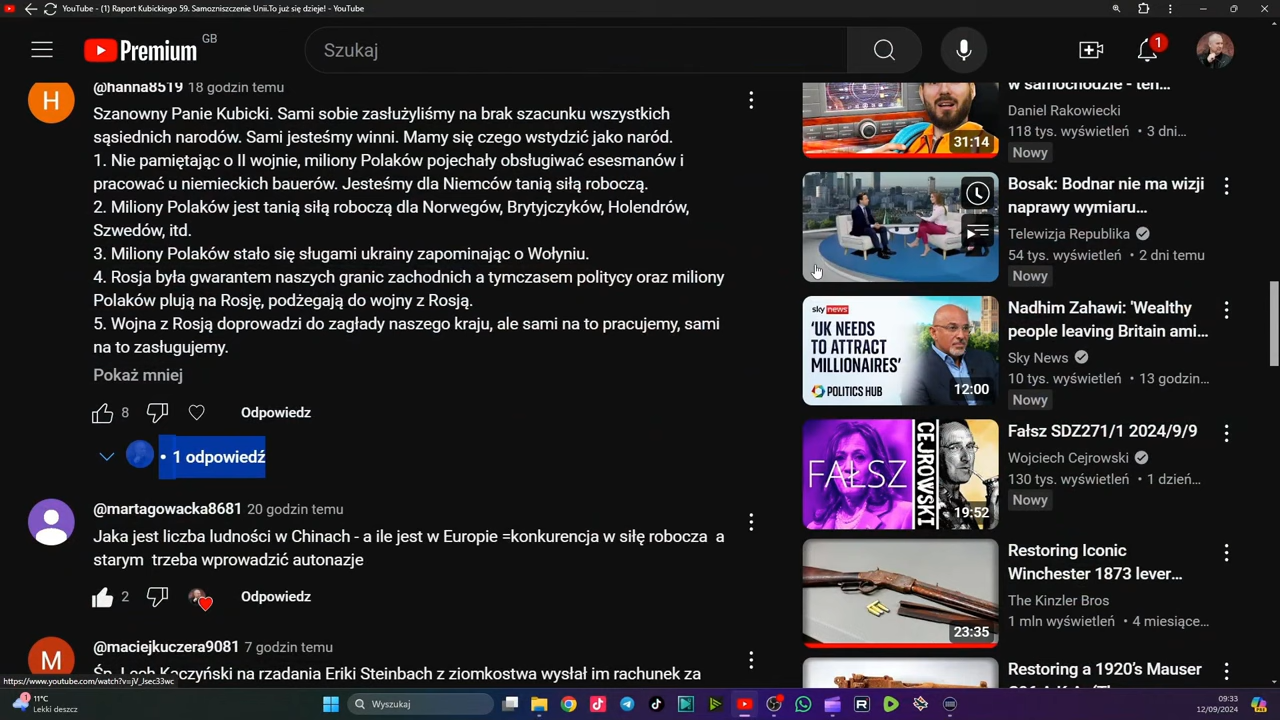 YouTube - (1) Raport Kubickiego 59. Samozniszczenie Unii.To już się dzieje! - YouTube
Premium
GB
Szukaj
1
@hanna8519 18 godzin temu
H
Szanowny Panie Kubicki. Sami sobie zasłużyliśmy na brak szacunku wszystkich
sąsiednich narodów. Sami jesteśmy winni. Mamy się czego wstydzić jako naród.
1. Nie pamiętając o II wojnie, miliony Polaków pojechały obsługiwać esesmanów i
pracować u niemieckich bauerów. Jesteśmy dla Niemców tanią siłą roboczą.
2. Miliony Polaków jest tanią siłą roboczą dla Norwegów, Brytyjczyków, Holendrów,
Szwedów, itd.
3. Miliony Polaków stało się sługami ukrainy zapominając o Wołyniu.
4. Rosja była gwarantem naszych granic zachodnich a tymczasem politycy oraz miliony
Polaków plują na Rosję, podżegają do wojny z Rosją.
5. Wojna z Rosją doprowadzi do zagłady naszego kraju, ale sami na to pracujemy, sami
na to zasługujemy.
Pokaż mniej
8 Odpowiedz
• 1 odpowiedź
@martagowacka8681 20 godzin temu
Jaka jest liczba ludności w Chinach - a ile jest w Europie =konkurencja w siłę robocza a
starym trzeba wprowadzić autonazje
2 Odpowiedz
@maciejkuczera9081 7 godzin temu
M
Śp. Lech Kaczyński na rzadania Eriki Steinbach z ziomkostwa wysłał im rachunek za
https://www.youtube.com/watch?v=jV_Jsec33wc
w samochodzie - ten...
Daniel Rakowiecki
118 tys. wyświetleń • 3 dni...
Nowy
31:14
Bosak: Bodnar nie ma wizji
naprawy wymiaru...
Telewizja Republika
54 tys. wyświetleń • 2 dni temu
Nowy
sky news
'UK NEEDS
TO ATTRACT
MILLIONAIRES'
POLITICS HUB
12:00
Nadhim Zahawi: 'Wealthy
people leaving Britain ami...
Sky News
10 tys. wyświetleń • 13 godzin...
Nowy
FAŁSZ
CEJROWSKI
19:52
Fałsz SDZ271/1 2024/9/9
Wojciech Cejrowski
130 tys. wyświetleń • 1 dzień...
Nowy
23:35
Restoring Iconic
Winchester 1873 lever...
The Kinzler Bros
1 mln wyświetleń • 4 miesiące...
Restoring a 1920's Mauser
11°C
Lekki deszcz
Wyszukaj
09:33
12/09/2024